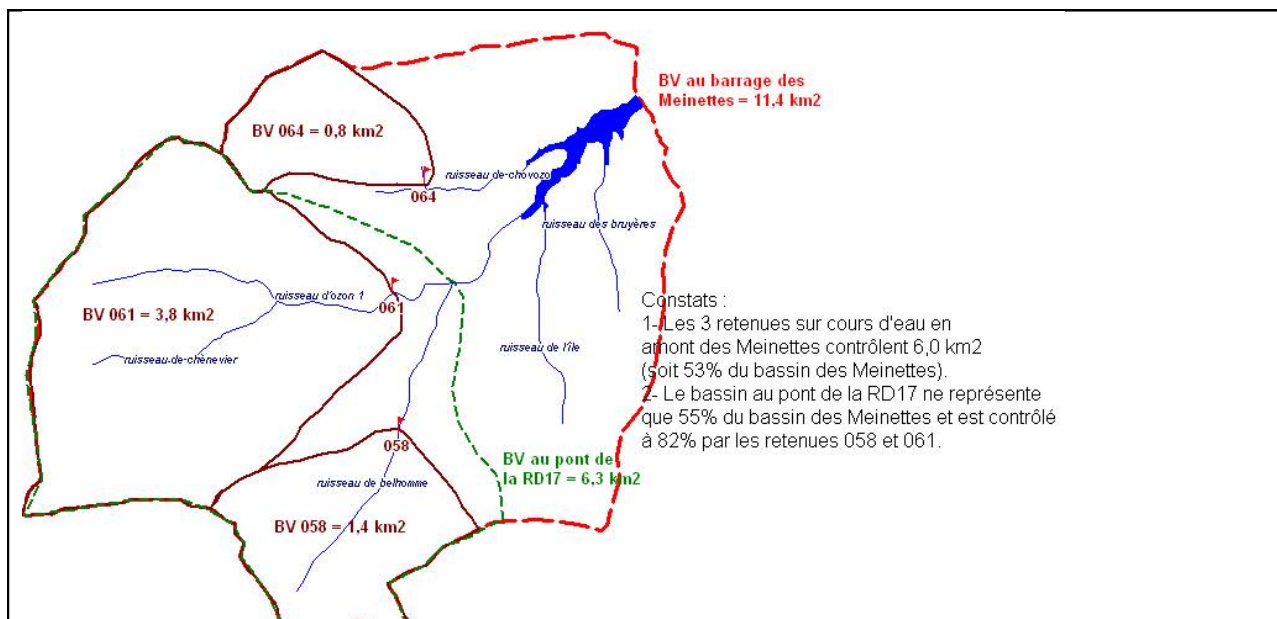 BV au barrage des
Meinettes = 11,4 km2
BV 064 = 0,8 km2
ruisseau de-chovozo
064
ruisseau des bruyères
ruisseau d'ozon 1
061
BV 061 = 3,8 km2
ruisseau-de-chènevier
ruisseau de l'île
Constats :
1- Les 3 retenues sur cours d'eau en
amont des Meinettes contrôlent 6,0 km2
(soit 53% du bassin des Meinettes).
2- Le bassin au pont de la RD17 ne représente
que 55% du bassin des Meinettes et est contrôlé
à 82% par les retenues 058 et 061.
058
BV au pont de
la RD17 = 6,3 km2
ruisseau de belhomme
BV 058 = 1,4 km2